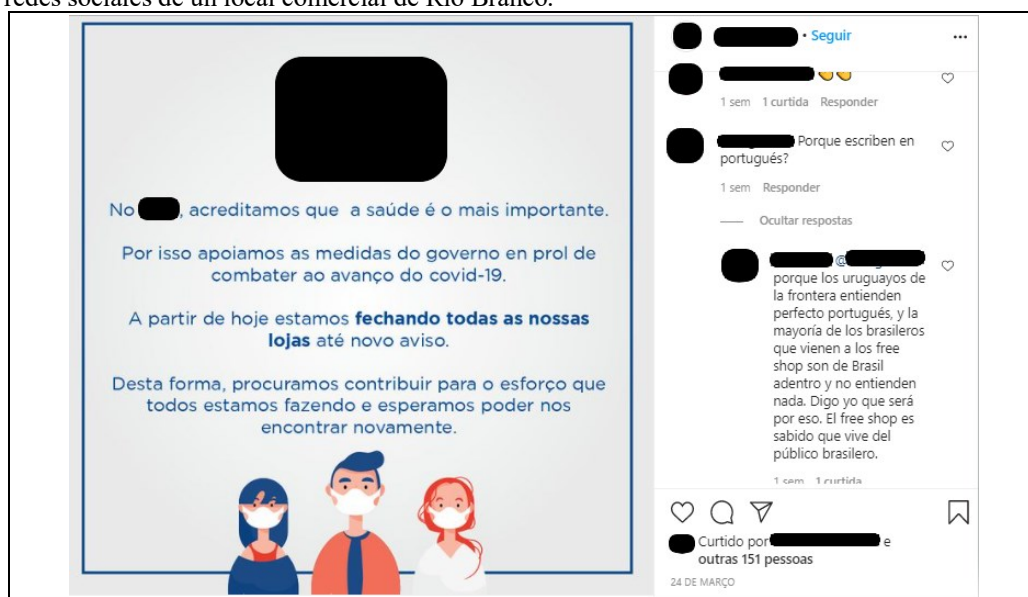 redes sociales de un local comercial de Río Branco.
No , acreditamos que a saúde é o mais importante.
Por isso apoiamos as medidas do governo en prol de
combater ao avanço do covid-19.
A partir de hoje estamos fechando todas as nossas
lojas até novo aviso.
Desta forma, procuramos contribuir para o esforço que
todos estamos fazendo e esperamos poder nos
encontrar novamente.
• Seguir
1 sem 1 curtida Responder
Porque escriben en
portugués?
1 sem Responder
Ocultar respostas
@
porque los uruguayos de
la frontera entienden
perfecto portugués, y la
mayoría de los brasileros
que vienen a los free
shop son de Brasil
adentro y no entienden
nada. Digo yo que será
por eso. El free shop es
sabido que vive del
público brasilero.
1 sem 1 curtida
Curtido por e
outras 151 pessoas
24 DE MARÇO